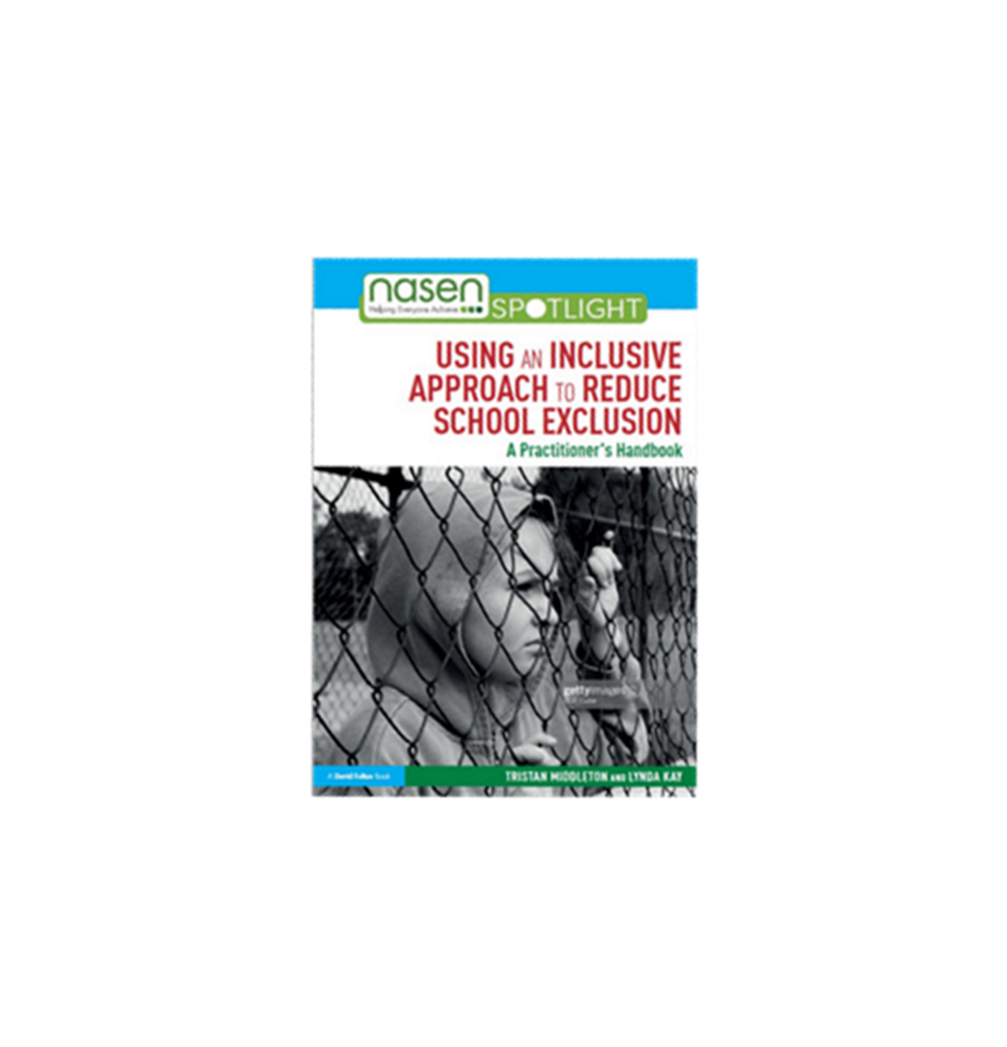 nasen
Helping Everyone Achieve
SPOTLIGHT
USING AN INCLUSIVE
APPROACH TO REDUCE
SCHOOL EXCLUSION
A Practitioner's Handbook
gettyimages
A David Fulton Book
TRISTAN MIDDLETON AND LYNDA KAY